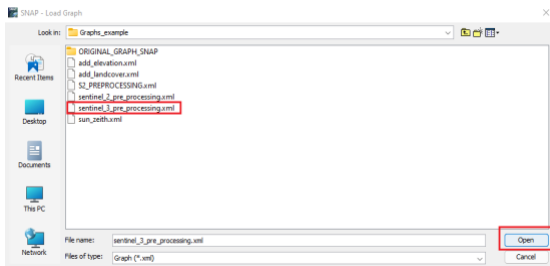 SNAP - Load Graph
Look in: Graphs_example
ORIGINAL_GRAPH_SNAP
add_elevation.xml
add_landcover.xml
S2_PREPROCESSING.xml
sentinel_2_pre_processing.xml
sentinel_3_pre_processing.xml
sun_zeith.xml
Recent Items
Desktop
Documents
This PC
Network
File name: sentinel_3_pre_processing.xml
Open
Files of type: Graph (*.xml)
Cancel